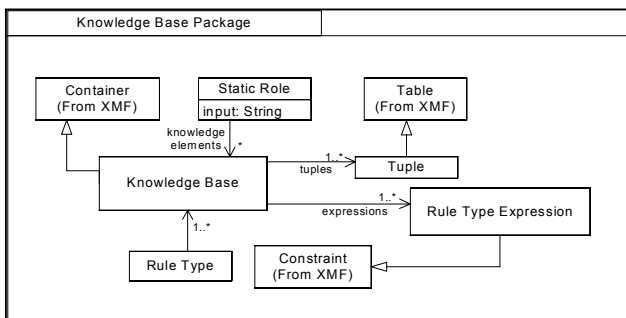 Knowledge Base Package
Container
(From XMF)
Static Role
input: String
Table
(From XMF)
knowledge
elements
*
1..*
tuples
Tuple
Knowledge Base
1..*
expressions
Rule Type Expression
1..*
Rule Type
Constraint
(From XMF)